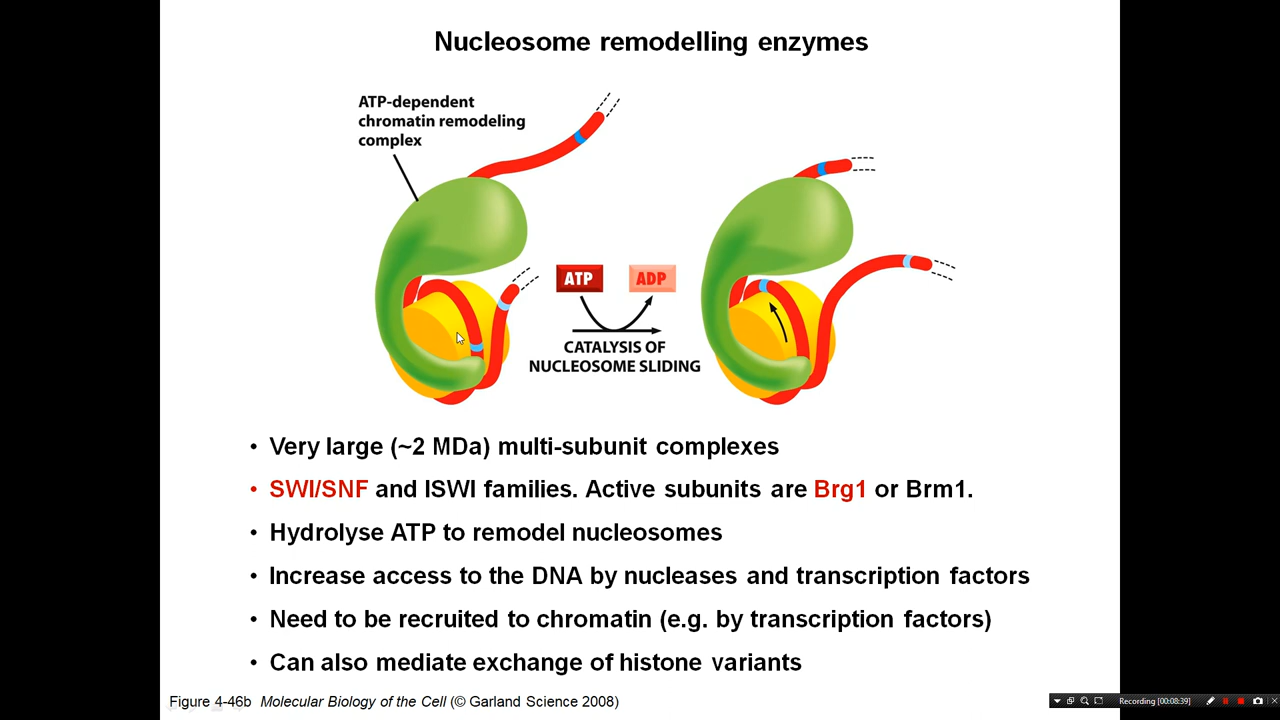 Nucleosome remodelling enzymes
ATP-dependent
chromatin remodeling
complex
ATP
ADP
CATALYSIS OF
NUCLEOSOME SLIDING
• Very large (~2 MDa) multi-subunit complexes
• SWI/SNF and ISWI families. Active subunits are Brg1 or Brm1.
• Hydrolyse ATP to remodel nucleosomes
• Increase access to the DNA by nucleases and transcription factors
• Need to be recruited to chromatin (e.g. by transcription factors)
• Can also mediate exchange of histone variants
Figure 4-46b Molecular Biology of the Cell (© Garland Science 2008)
Recording [00:08:39]